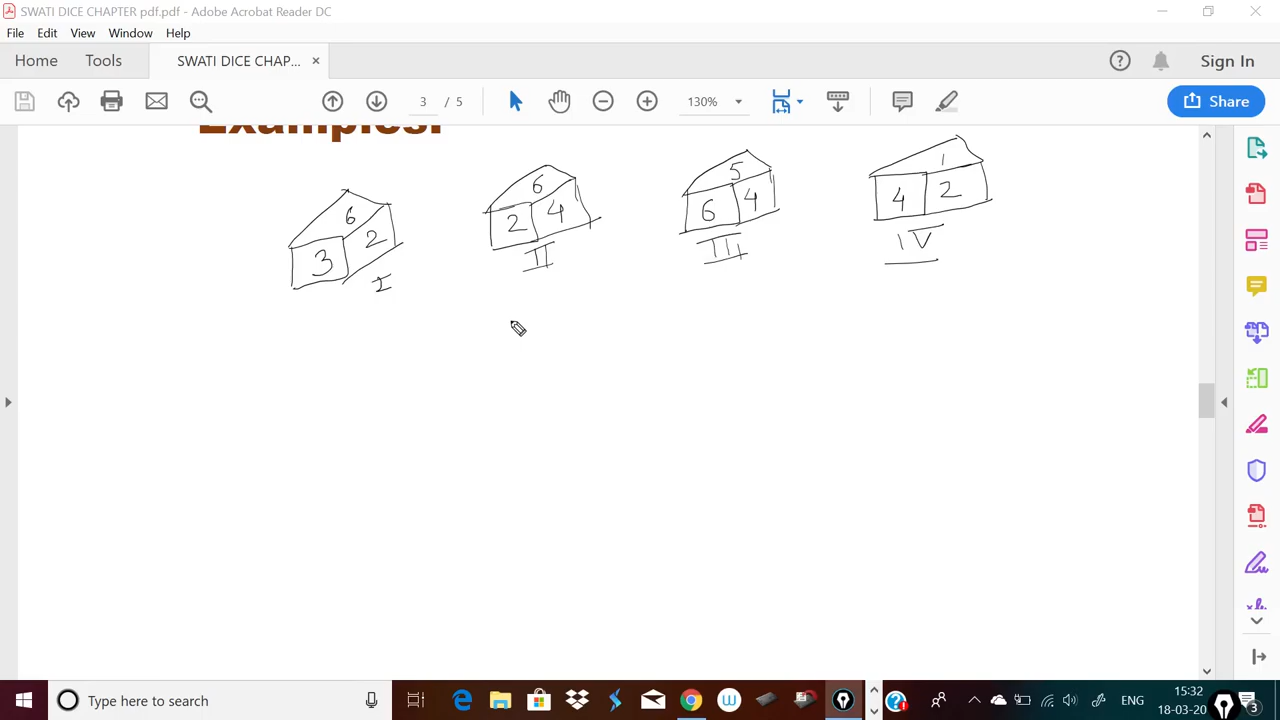 SWATI DICE CHAPTER pdf.pdf - Adobe Acrobat Reader DC
File Edit View Window Help
Home Tools SWATI DICE CHAP... × Sign In
3 / 5 130% Share
Examples:
6 3 2
6 2 4
5 6 4
1 4 2
I II III IV
Type here to search
ENG 15:32 18-03-20 3